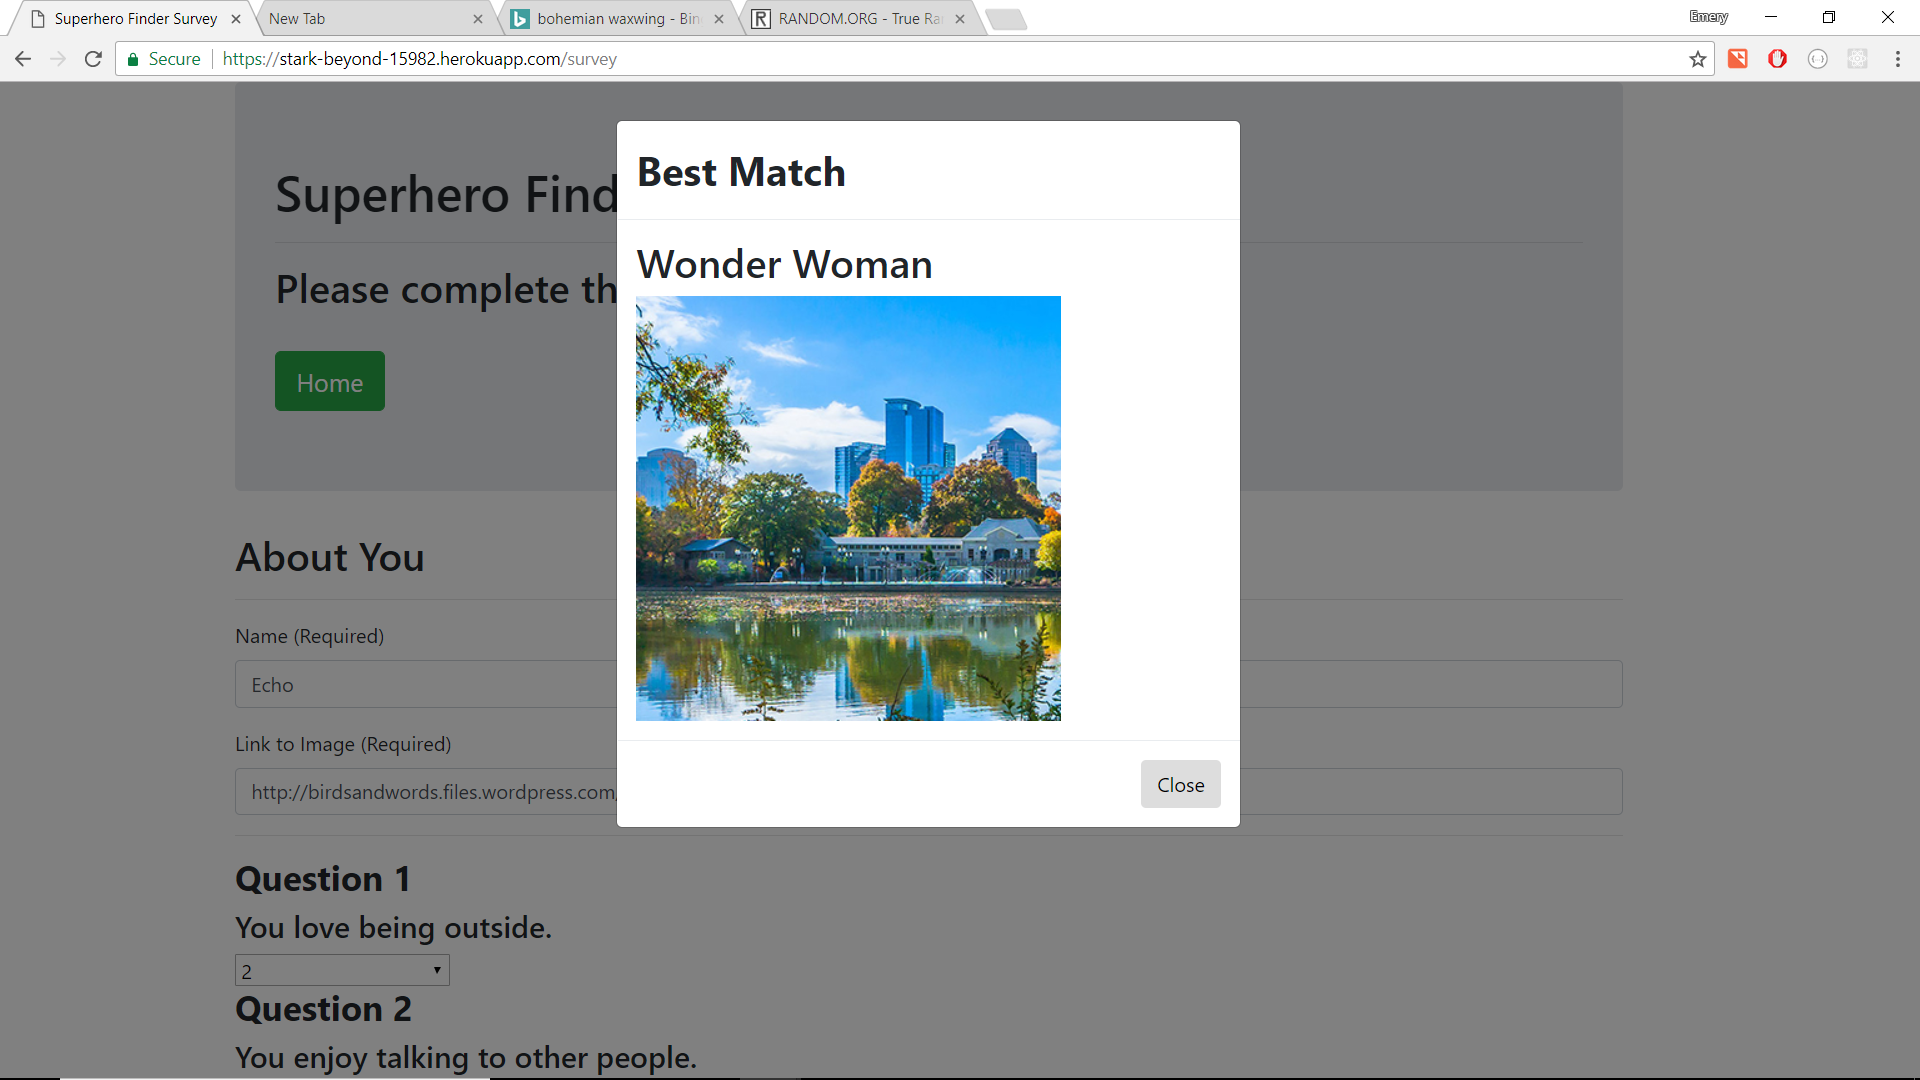 Superhero Finder Survey
New Tab
bohemian waxwing - Bin
RANDOM.ORG - True Ra
Emery
Secure
https://stark-beyond-15982.herokuapp.com/survey
Best Match
Superhero Find
Wonder Woman
Please complete th
Home
About You
Name (Required)
Echo
Link to Image (Required)
http://birdsandwords.files.wordpress.com/
Close
Question 1
You love being outside.
2
Question 2
You enjoy talking to other people.